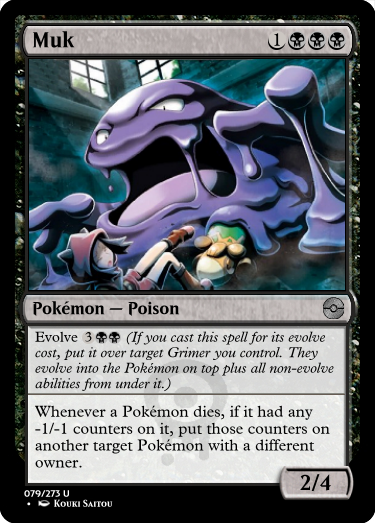 Muk 1
Pokémon — Poison
Evolve 3 (If you cast this spell for its evolve
cost, put it over target Grimer you control. They
evolve into the Pokémon on top plus all non-evolve
abilities from under it.)
Whenever a Pokémon dies, if it had any
-1/-1 counters on it, put those counters on
another target Pokémon with a different
owner.
2/4
079/273 U
• Kouki Saitou